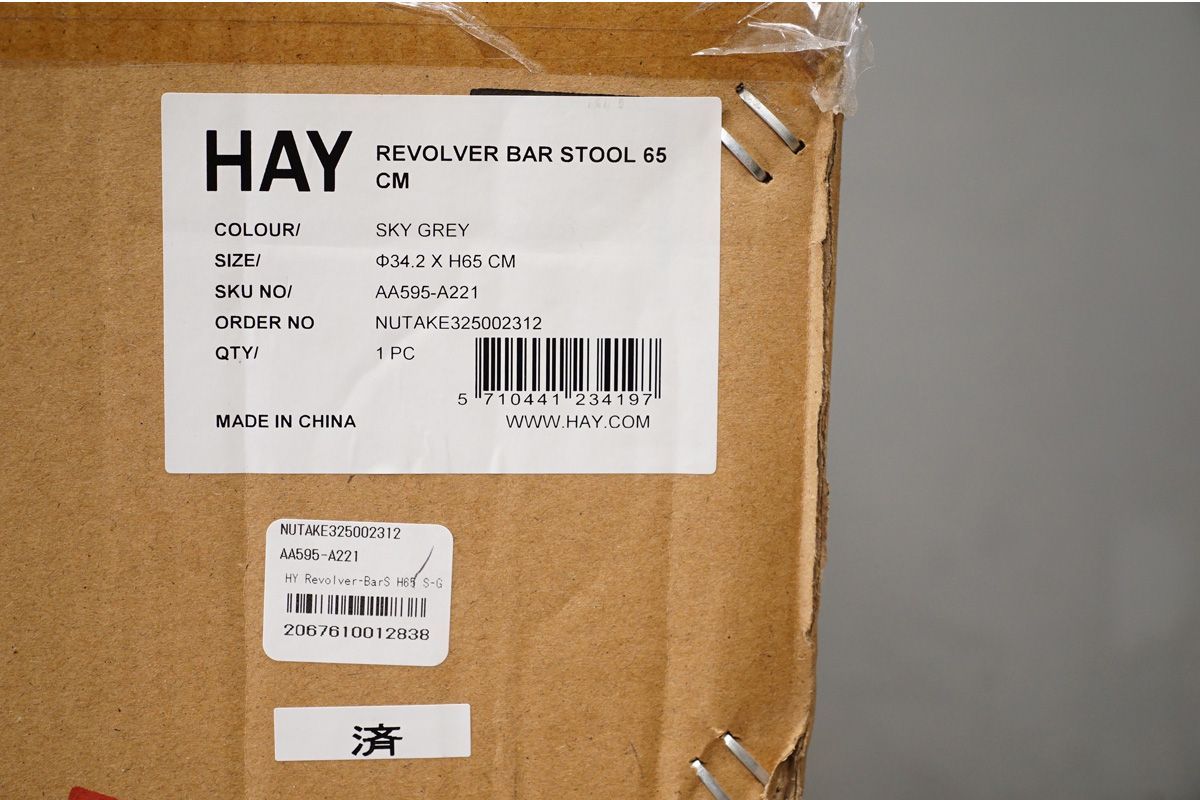 HAY
REVOLVER BAR STOOL 65
CM
COLOUR/ SKY GREY
SIZE/ Φ34.2 X H65 CM
SKU NO/ AA595-A221
ORDER NO NUTAKE325002312
QTY/ 1 PC
5 710441 234197
MADE IN CHINA WWW.HAY.COM
NUTAKE325002312
AA595-A221
HY Revolver-BarS H65 S-G
2067610012838
済